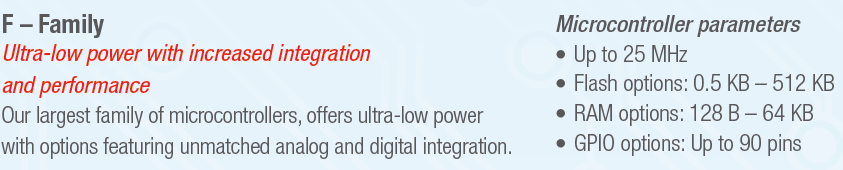 F – Family
Ultra-low power with increased integration
and performance
Our largest family of microcontrollers, offers ultra-low power
with options featuring unmatched analog and digital integration.
Microcontroller parameters
• Up to 25 MHz
• Flash options: 0.5 KB – 512 KB
• RAM options: 128 B – 64 KB
• GPIO options: Up to 90 pins